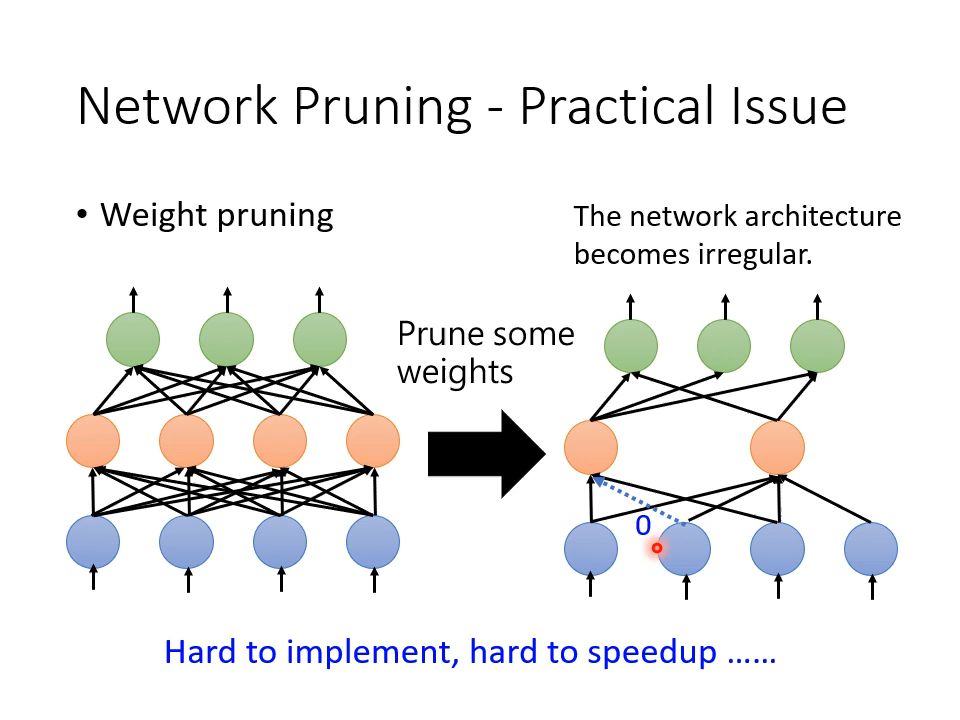 Network Pruning - Practical Issue
• Weight pruning
The network architecture
becomes irregular.
Prune some
weights
0
Hard to implement, hard to speedup ……